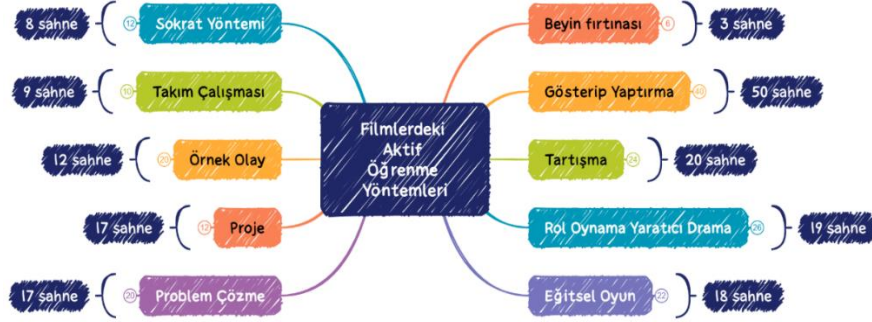 8 sahne
12
Sokrat Yöntemi
Beyin fırtınası
6
3 sahne
9 sahne
10
Takım Çalışması
Gösterip Yaptırma
40
50 sahne
Filmlerdeki
Aktif
Öğrenme
Yöntemleri
12 sahne
Örnek Olay
Tartışma
24
20 sahne
17 sahne
12
Proje
Rol Oynama Yaratıcı Drama
26
19 sahne
17 sahne
20
Problem Çözme
Eğitsel Oyun
22
18 sahne